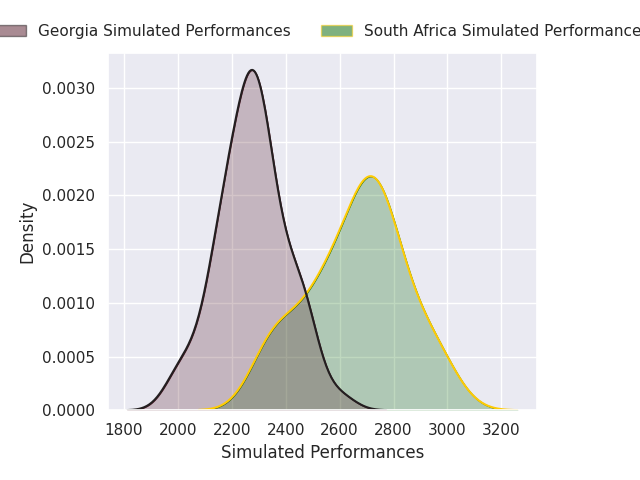 Georgia Simulated Performances South Africa Simulated Performance
0.0030
0.0025
0.0020
0.0015
0.0010
0.0005
0.0000
Density
1800 2000 2200 2400 2600 2800 3000 3200
Simulated Performances